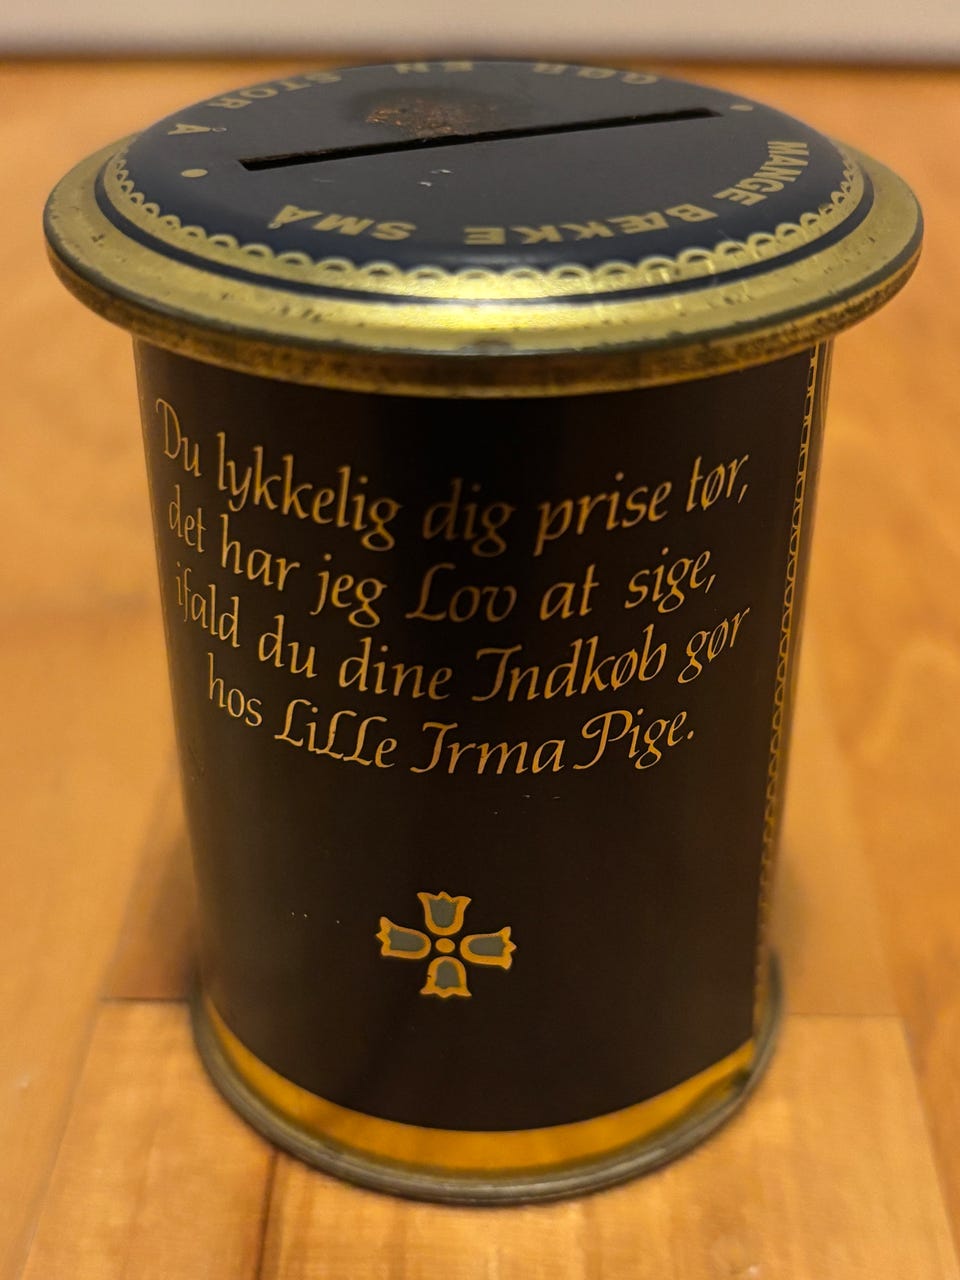 MANGE BÆKKE SMÅ
GØR EN STOR Å
Du lykkelig dig prise tør,
det har jeg Lov at sige,
ifald du dine Indkøb gør
hos LiLLe Irma Pige.